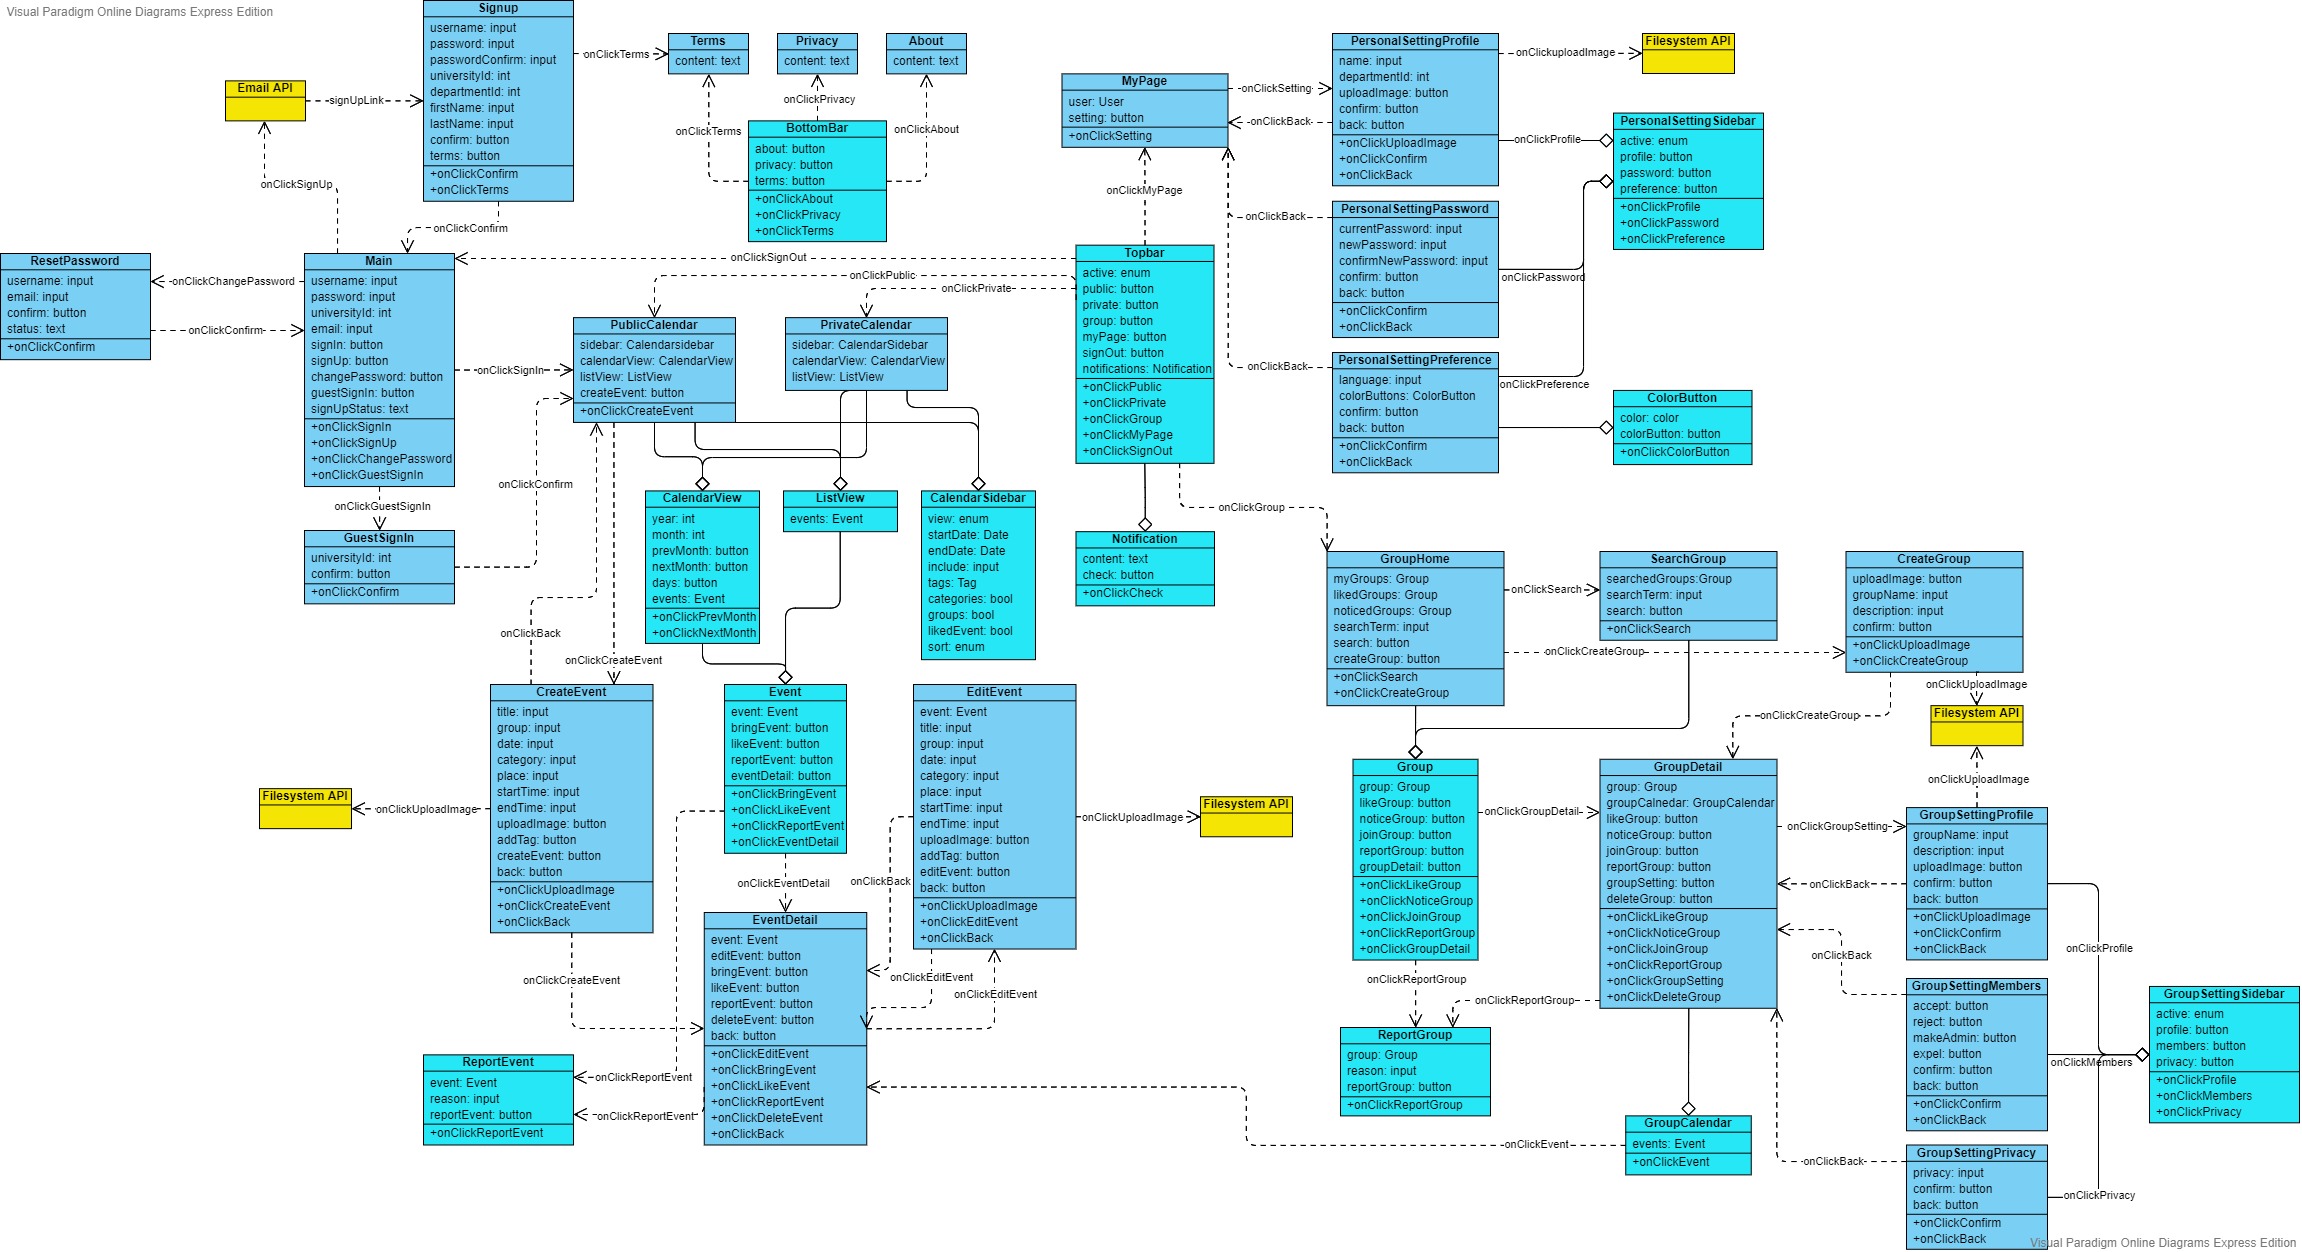 Visual Paradigm Online Diagrams Express Edition
Signup
username: input
password: input
passwordConfirm: input
universityId: int
departmentId: int
firstName: input
lastName: input
confirm: button
terms: button
+onClickConfirm
+onClickTerms
onClickTerms
Terms
content: text
Privacy
content: text
About
content: text
onClickPrivacy
onClickTerms
onClickAbout
BottomBar
about: button
privacy: button
terms: button
+onClickAbout
+onClickPrivacy
+onClickTerms
Email API
signUpLink
onClickSignUp
onClickConfirm
ResetPassword
username: input
email: input
confirm: button
status: text
+onClickConfirm
onClickChangePassword
onClickConfirm
Main
username: input
password: input
universityId: int
email: input
signIn: button
signUp: button
changePassword: button
guestSignIn: button
signUpStatus: text
+onClickSignIn
+onClickSignUp
+onClickChangePassword
+onClickGuestSignIn
onClickSignIn
onClickGuestSignIn
GuestSignIn
universityId: int
confirm: button
+onClickConfirm
onClickConfirm
onClickSignOut
onClickPublic
onClickPrivate
PublicCalendar
sidebar: Calendarsidebar
calendarView: CalendarView
listView: ListView
createEvent: button
+onClickCreateEvent
PrivateCalendar
sidebar: CalendarSidebar
calendarView: CalendarView
listView: ListView
MyPage
user: User
setting: button
+onClickSetting
onClickSetting
onClickBack
onClickMyPage
onClickBack
onClickBack
Topbar
active: enum
public: button
private: button
group: button
myPage: button
signOut: button
notifications: Notification
+onClickPublic
+onClickPrivate
+onClickGroup
+onClickMyPage
+onClickSignOut
PersonalSettingProfile
name: input
departmentId: int
uploadImage: button
confirm: button
back: button
+onClickUploadImage
+onClickConfirm
+onClickBack
onClickuploadImage
Filesystem API
onClickProfile
PersonalSettingSidebar
active: enum
profile: button
password: button
preference: button
+onClickProfile
+onClickPassword
+onClickPreference
PersonalSettingPassword
currentPassword: input
newPassword: input
confirmNewPassword: input
confirm: button
back: button
+onClickConfirm
+onClickBack
onClickPassword
PersonalSettingPreference
language: input
colorButtons: ColorButton
confirm: button
back: button
+onClickConfirm
+onClickBack
onClickPreference
ColorButton
color: color
colorButton: button
+onClickColorButton
CalendarView
year: int
month: int
prevMonth: button
nextMonth: button
days: button
events: Event
+onClickPrevMonth
+onClickNextMonth
ListView
events: Event
CalendarSidebar
view: enum
startDate: Date
endDate: Date
include: input
tags: Tag
categories: bool
groups: bool
likedEvent: bool
sort: enum
Notification
content: text
check: button
+onClickCheck
onClickGroup
onClickBack
onClickCreateEvent
GroupHome
myGroups: Group
likedGroups: Group
noticedGroups: Group
searchTerm: input
search: button
createGroup: button
+onClickSearch
+onClickCreateGroup
onClickSearch
onClickCreateGroup
SearchGroup
searchedGroups:Group
searchTerm: input
search: button
+onClickSearch
CreateGroup
uploadImage: button
groupName: input
description: input
confirm: button
+onClickUploadImage
+onClickCreateGroup
onClickUploadImage
onClickCreateGroup
Filesystem API
onClickUploadImage
CreateEvent
title: input
group: input
date: input
category: input
place: input
startTime: input
endTime: input
uploadImage: button
addTag: button
createEvent: button
back: button
+onClickUploadImage
+onClickCreateEvent
+onClickBack
Filesystem API
onClickUploadImage
onClickCreateEvent
Event
event: Event
bringEvent: button
likeEvent: button
reportEvent: button
eventDetail: button
+onClickBringEvent
+onClickLikeEvent
+onClickReportEvent
+onClickEventDetail
onClickEventDetail
onClickBack
EditEvent
event: Event
title: input
group: input
date: input
category: input
place: input
startTime: input
endTime: input
uploadImage: button
addTag: button
editEvent: button
back: button
+onClickUploadImage
+onClickEditEvent
+onClickBack
onClickUploadImage
Filesystem API
onClickEditEvent
onClickEditEvent
EventDetail
event: Event
editEvent: button
bringEvent: button
likeEvent: button
reportEvent: button
deleteEvent: button
back: button
+onClickEditEvent
+onClickBringEvent
+onClickLikeEvent
+onClickReportEvent
+onClickDeleteEvent
+onClickBack
ReportEvent
event: Event
reason: input
reportEvent: button
+onClickReportEvent
onClickReportEvent
onClickReportEvent
Group
group: Group
likeGroup: button
noticeGroup: button
joinGroup: button
reportGroup: button
groupDetail: button
+onClickLikeGroup
+onClickNoticeGroup
+onClickJoinGroup
+onClickReportGroup
+onClickGroupDetail
onClickGroupDetail
onClickReportGroup
onClickReportGroup
GroupDetail
group: Group
groupCalnedar: GroupCalendar
likeGroup: button
noticeGroup: button
joinGroup: button
reportGroup: button
groupSetting: button
deleteGroup: button
+onClickLikeGroup
+onClickNoticeGroup
+onClickJoinGroup
+onClickReportGroup
+onClickGroupSetting
+onClickDeleteGroup
onClickGroupSetting
onClickBack
onClickBack
onClickBack
ReportGroup
group: Group
reason: input
reportGroup: button
+onClickReportGroup
GroupCalendar
events: Event
+onClickEvent
onClickEvent
GroupSettingProfile
groupName: input
description: input
uploadImage: button
confirm: button
back: button
+onClickUploadImage
+onClickConfirm
+onClickBack
onClickProfile
GroupSettingMembers
accept: button
reject: button
makeAdmin: button
expel: button
confirm: button
back: button
+onClickConfirm
+onClickBack
onClickMembers
GroupSettingSidebar
active: enum
profile: button
members: button
privacy: button
+onClickProfile
+onClickMembers
+onClickPrivacy
GroupSettingPrivacy
privacy: input
confirm: button
back: button
+onClickConfirm
+onClickBack
onClickPrivacy
Visual Paradigm Online Diagrams Express Edition